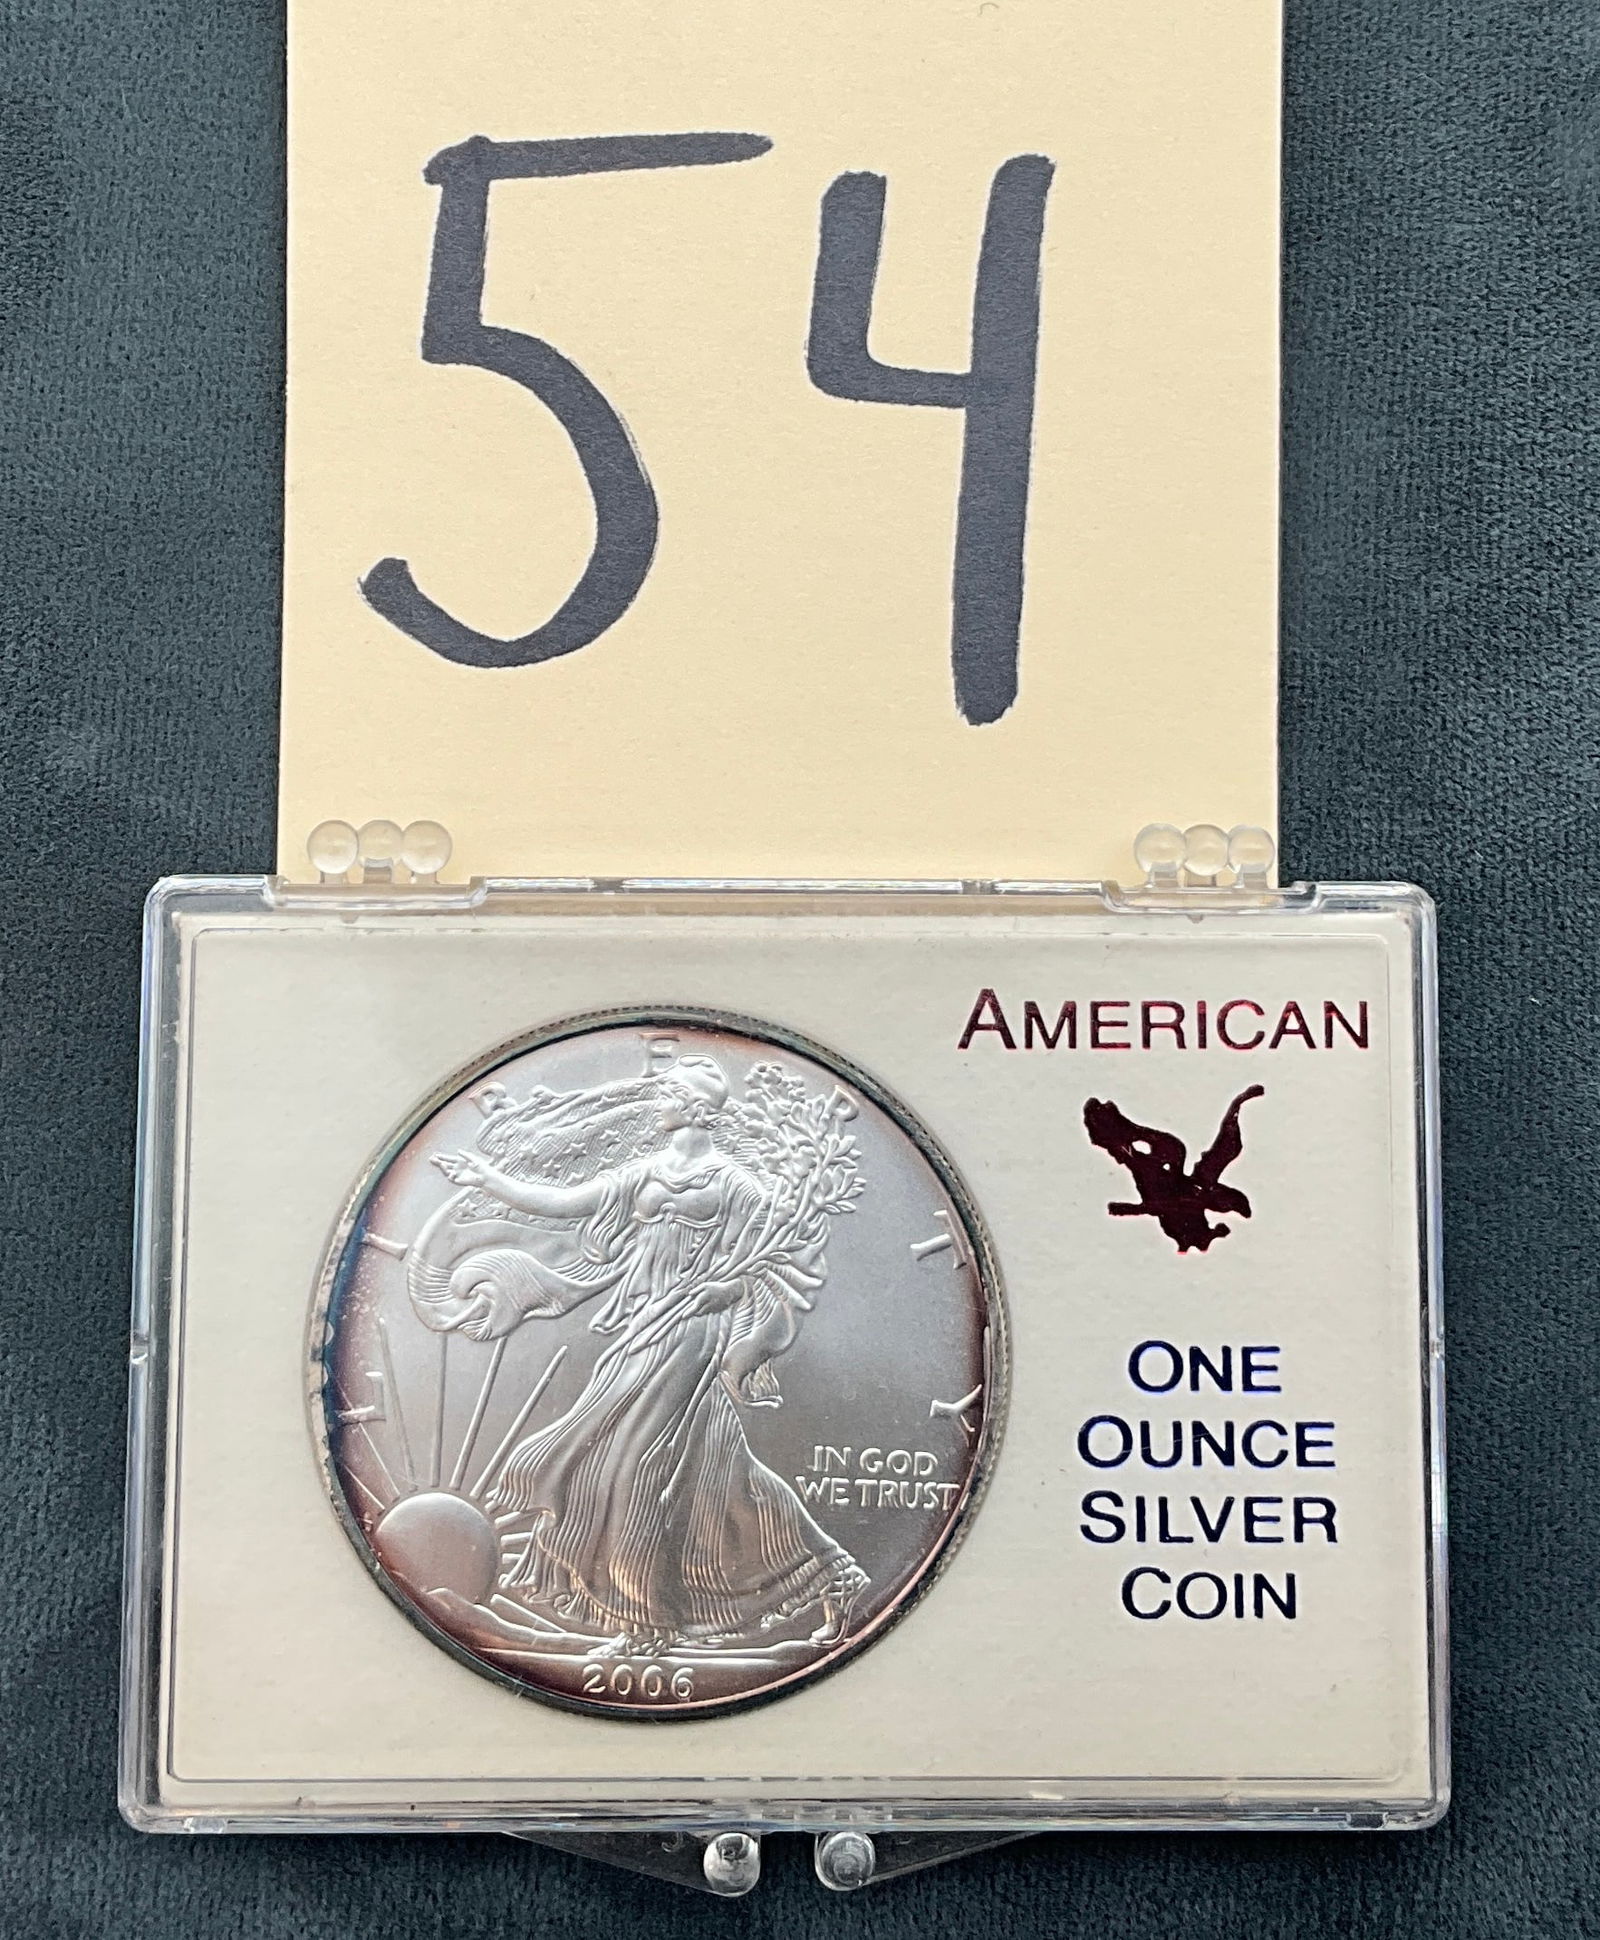 54
AMERICAN
ONE
OUNCE
SILVER
COIN
LIBERTY
IN GOD
WE TRUST
2006